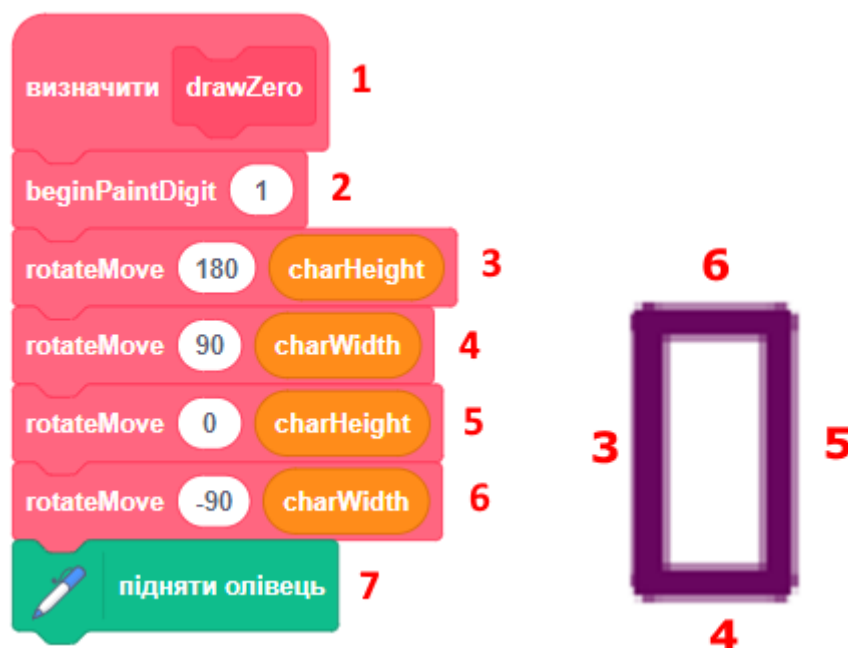 визначити drawZero 1
beginPaintDigit 1 2
rotateMove 180 charHeight 3
rotateMove 90 charWidth 4
rotateMove 0 charHeight 5
rotateMove -90 charWidth 6
підняти олівець 7
6
3 5
4